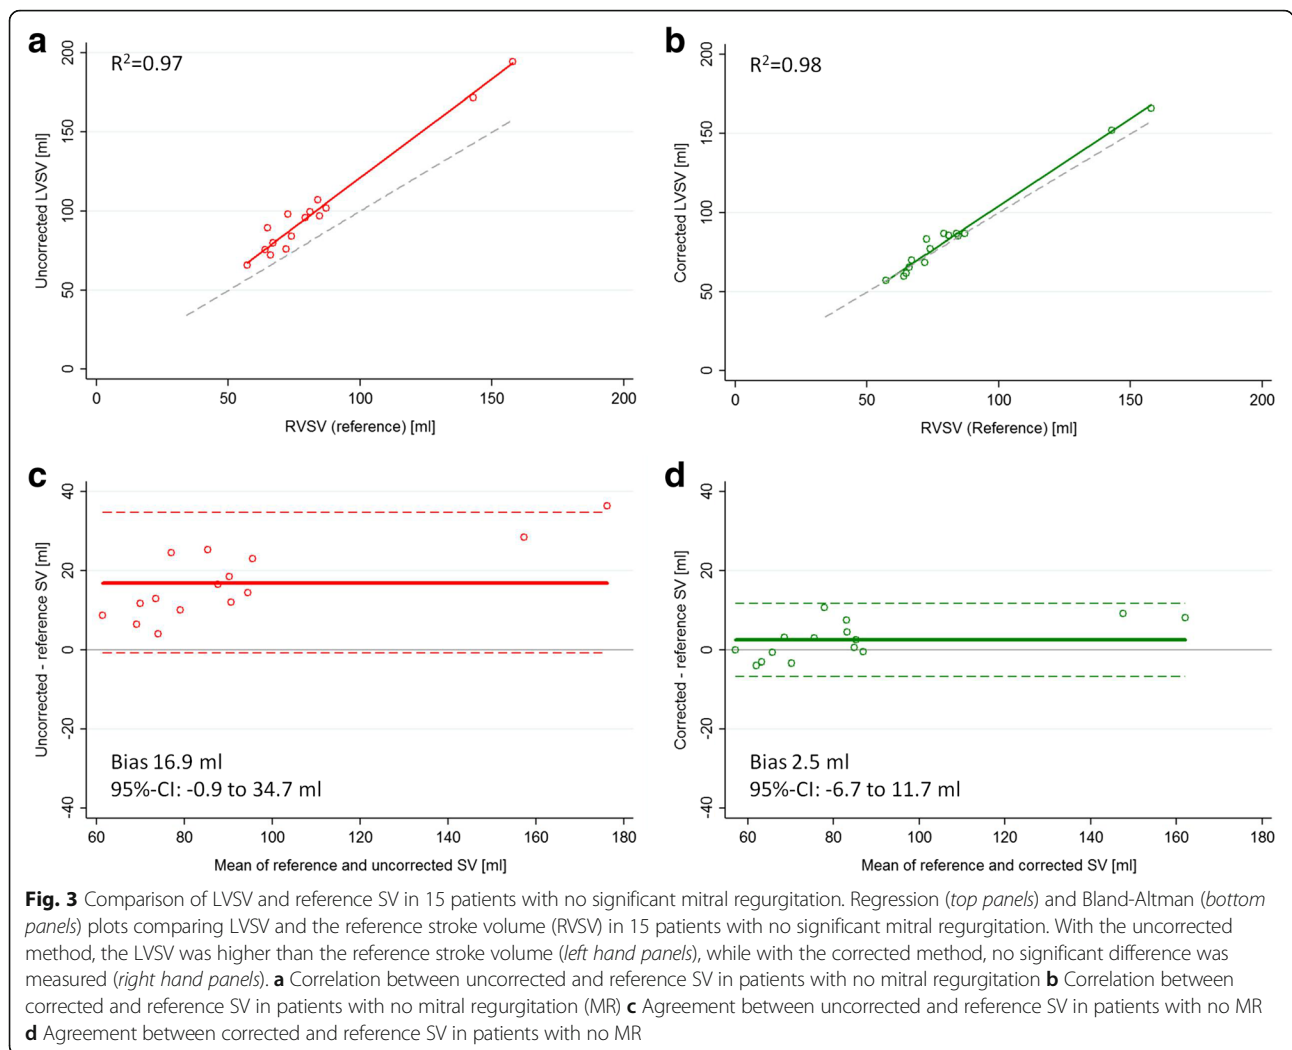 a
R²=0.97
Uncorrected LVSV [ml]
200
150
100
50
0
0 50 100 150 200
RVSV (reference) [ml]
b
R²=0.98
Corrected LVSV [ml]
200
150
100
50
0
0 50 100 150 200
RVSV (Reference) [ml]
c
Uncorrected - reference SV [ml]
40
20
0
-20
-40
Bias 16.9 ml
95%-CI: -0.9 to 34.7 ml
60 80 100 120 140 160 180
Mean of reference and uncorrected SV [ml]
d
Corrected - reference SV [ml]
40
20
0
-20
-40
Bias 2.5 ml
95%-CI: -6.7 to 11.7 ml
60 80 100 120 140 160 180
Mean of reference and corrected SV [ml]
Fig. 3 Comparison of LVSV and reference SV in 15 patients with no significant mitral regurgitation. Regression (top panels) and Bland-Altman (bottom
panels) plots comparing LVSV and the reference stroke volume (RVSV) in 15 patients with no significant mitral regurgitation. With the uncorrected
method, the LVSV was higher than the reference stroke volume (left hand panels), while with the corrected method, no significant difference was
measured (right hand panels). a Correlation between uncorrected and reference SV in patients with no mitral regurgitation b Correlation between
corrected and reference SV in patients with no mitral regurgitation (MR) c Agreement between uncorrected and reference SV in patients with no MR
d Agreement between corrected and reference SV in patients with no MR